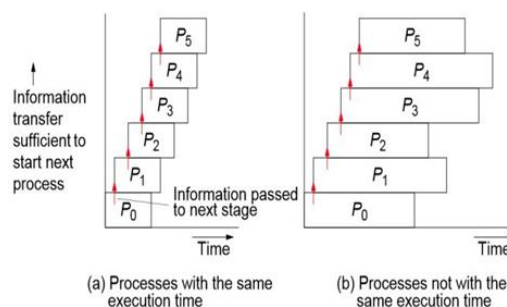 P5
P4
P3
P2
P1
P0
Information
transfer
sufficient to
start next
process
Information passed
to next stage
Time
(a) Processes with the same
execution time
P5
P4
P3
P2
P1
P0
Time
(b) Processes not with the
same execution time